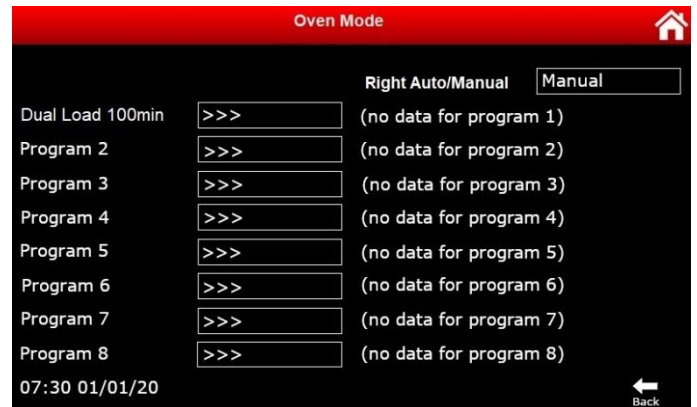 Oven Mode
Right Auto/Manual Manual
Dual Load 100min >>> (no data for program 1)
Program 2 >>> (no data for program 2)
Program 3 >>> (no data for program 3)
Program 4 >>> (no data for program 4)
Program 5 >>> (no data for program 5)
Program 6 >>> (no data for program 6)
Program 7 >>> (no data for program 7)
Program 8 >>> (no data for program 8)
07:30 01/01/20
Back